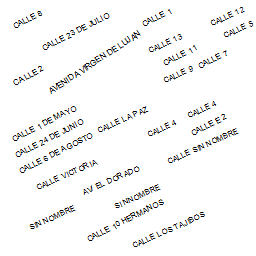 CALLE 6
CALLE 23 DE JULIO
CALLE 1
CALLE 12
CALLE 5
CALLE 2
AVENIDA VIRGEN DE LUJAN
CALLE 13
CALLE 11
CALLE 7
CALLE 9
CALLE 1 DE MAYO
CALLE 24 DE JUNIO
CALLE 6 DE AGOSTO
CALLE LA PAZ
CALLE 4
CALLE 4
CALLE E 2
CALLE SIN NOMBRE
CALLE VICTORIA
AV EL DORADO
SIN NOMBRE
SIN NOMBRE
CALLE 10 HERMANOS
CALLE LOS TAJIBOS